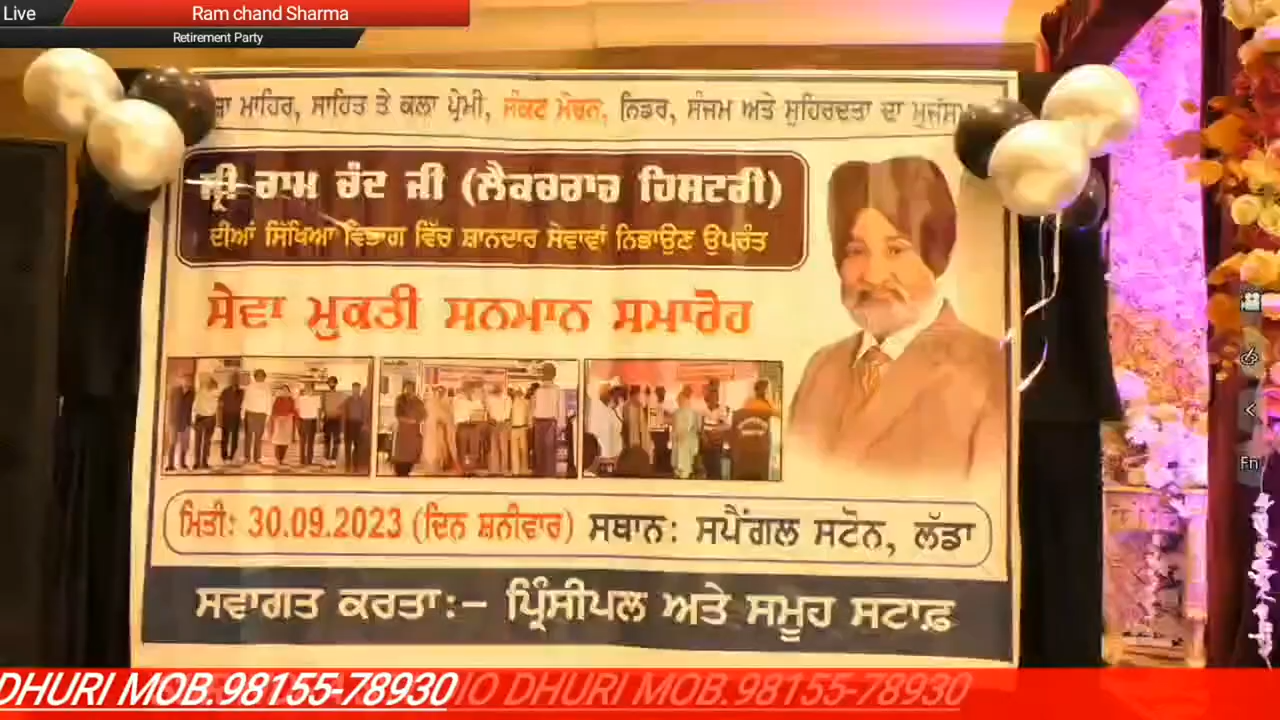 Live
Ram chand Sharma
Retirement Party
ਮਾਹਿਰ, ਸਾਹਿਤ ਤੇ ਕਲਾ ਪ੍ਰੇਮੀ, ਸੰਕਟ ਮੋਚਨ, ਨਿਡਰ, ਸੰਜਮ ਅਤੇ ਸੁਹਿਰਦਤਾ ਦਾ
ਸ੍ਰੀ ਰਾਮ ਚੰਦ ਜੀ (ਲੈਕਚਰਾਰ ਹਿਸਟਰੀ)
ਦੀਆਂ ਸਿੱਖਿਆ ਵਿਭਾਗ ਵਿੱਚ ਸ਼ਾਨਦਾਰ ਸੇਵਾਵਾਂ ਨਿਭਾਉਣ ਉਪਰੰਤ
ਸੇਵਾ ਮੁਕਤੀ ਸਨਮਾਨ ਸਮਾਰੋਹ
ਮਿਤੀ: 30.09.2023 (ਦਿਨ ਸ਼ਨੀਵਾਰ) ਸਥਾਨ: ਸਪੈਂਗਲ ਸਟੋਨ, ਲੱਡਾ
ਸਵਾਗਤ ਕਰਤਾ:- ਪ੍ਰਿੰਸੀਪਲ ਅਤੇ ਸਮੂਹ ਸਟਾਫ਼
Fn
DHURI MOB.98155-78930 IO DHURI MOB.98155-78930